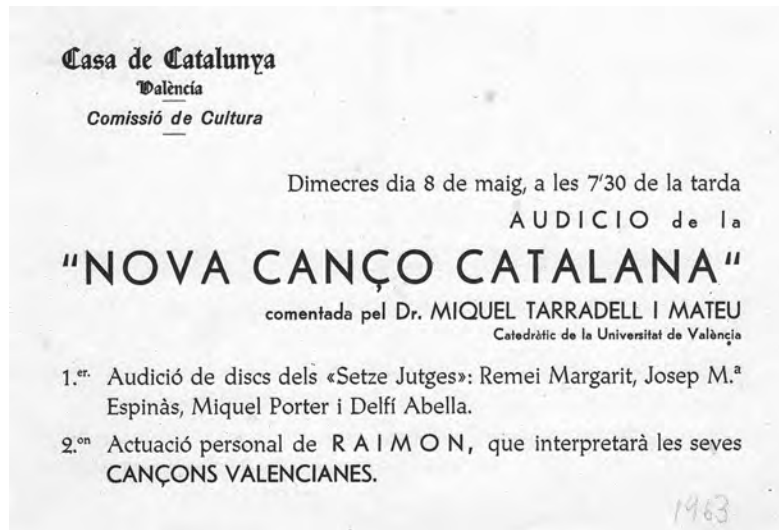 Casa de Catalunya
València
Comissió de Cultura
Dimecres dia 8 de maig, a les 7'30 de la tarda
AUDICIO de la
"NOVA CANÇO CATALANA"
comentada pel Dr. MIQUEL TARRADELL I MATEU
Catedràtic de la Universitat de València
1.er. Audició de discs dels «Setze Jutges»: Remei Margarit, Josep M.ª
Espinàs, Miquel Porter i Delfí Abella.
2.on Actuació personal de RAIMON, que interpretarà les seves
CANÇONS VALENCIANES.
1963